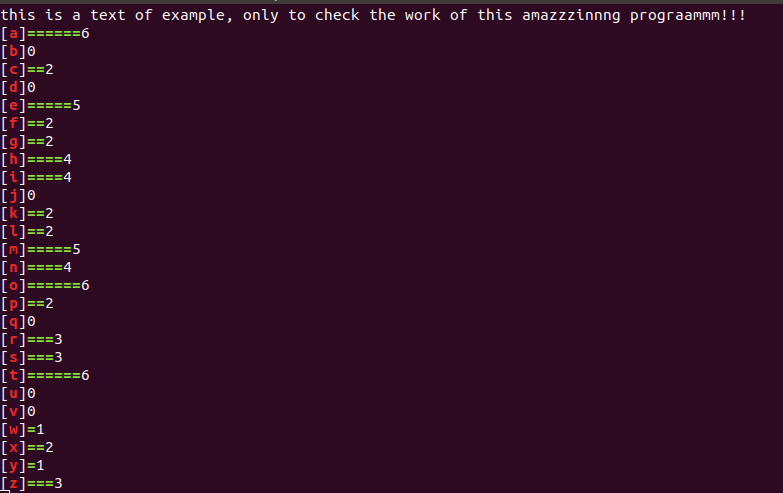 this is a text of example, only to check the work of this amazzzinnng prograammm!!!
[a]======6
[b]0
[c]==2
[d]0
[e]=====5
[f]==2
[g]==2
[h]====4
[i]====4
[j]0
[k]==2
[l]==2
[m]=====5
[n]====4
[o]======6
[p]==2
[q]0
[r]===3
[s]===3
[t]======6
[u]0
[v]0
[w]=1
[x]==2
[y]=1
[z]===3